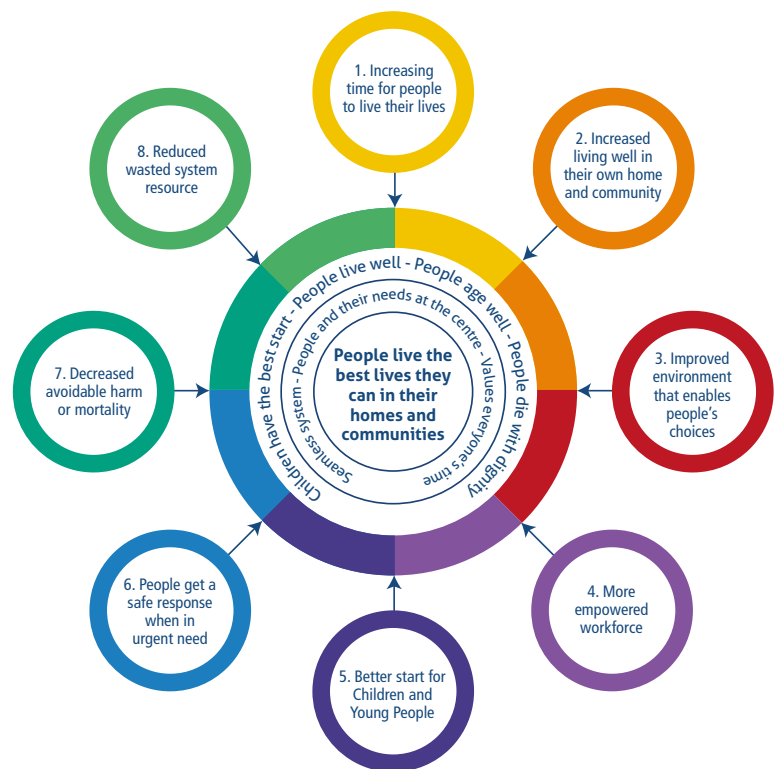 1. Increasing
time for people
to live their lives
2. Increased
living well in
their own home
and community
3. Improved
environment
that enables
people's
choices
4. More
empowered
workforce
5. Better start for
Children and
Young People
6. People get a
safe response
when in
urgent need
7. Decreased
avoidable harm
or mortality
8. Reduced
wasted system
resource
Children have the best start - People live well - People age well - People die with dignity
Seamless system - People and their needs at the centre - Values everyone's time
People live the
best lives they
can in their
homes and
communities